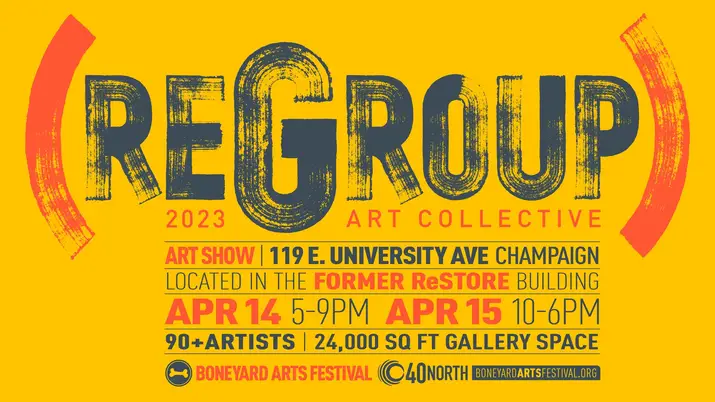 (REGROUP)
2023 ART COLLECTIVE
ART SHOW | 119 E. UNIVERSITY AVE CHAMPAIGN
LOCATED IN THE FORMER ReSTORE BUILDING
APR 14 5-9PM APR 15 10-6PM
90+ARTISTS | 24,000 SQ FT GALLERY SPACE
BONEYARD ARTS FESTIVAL 40NORTH BONEYARDARTSFESTIVAL.ORG